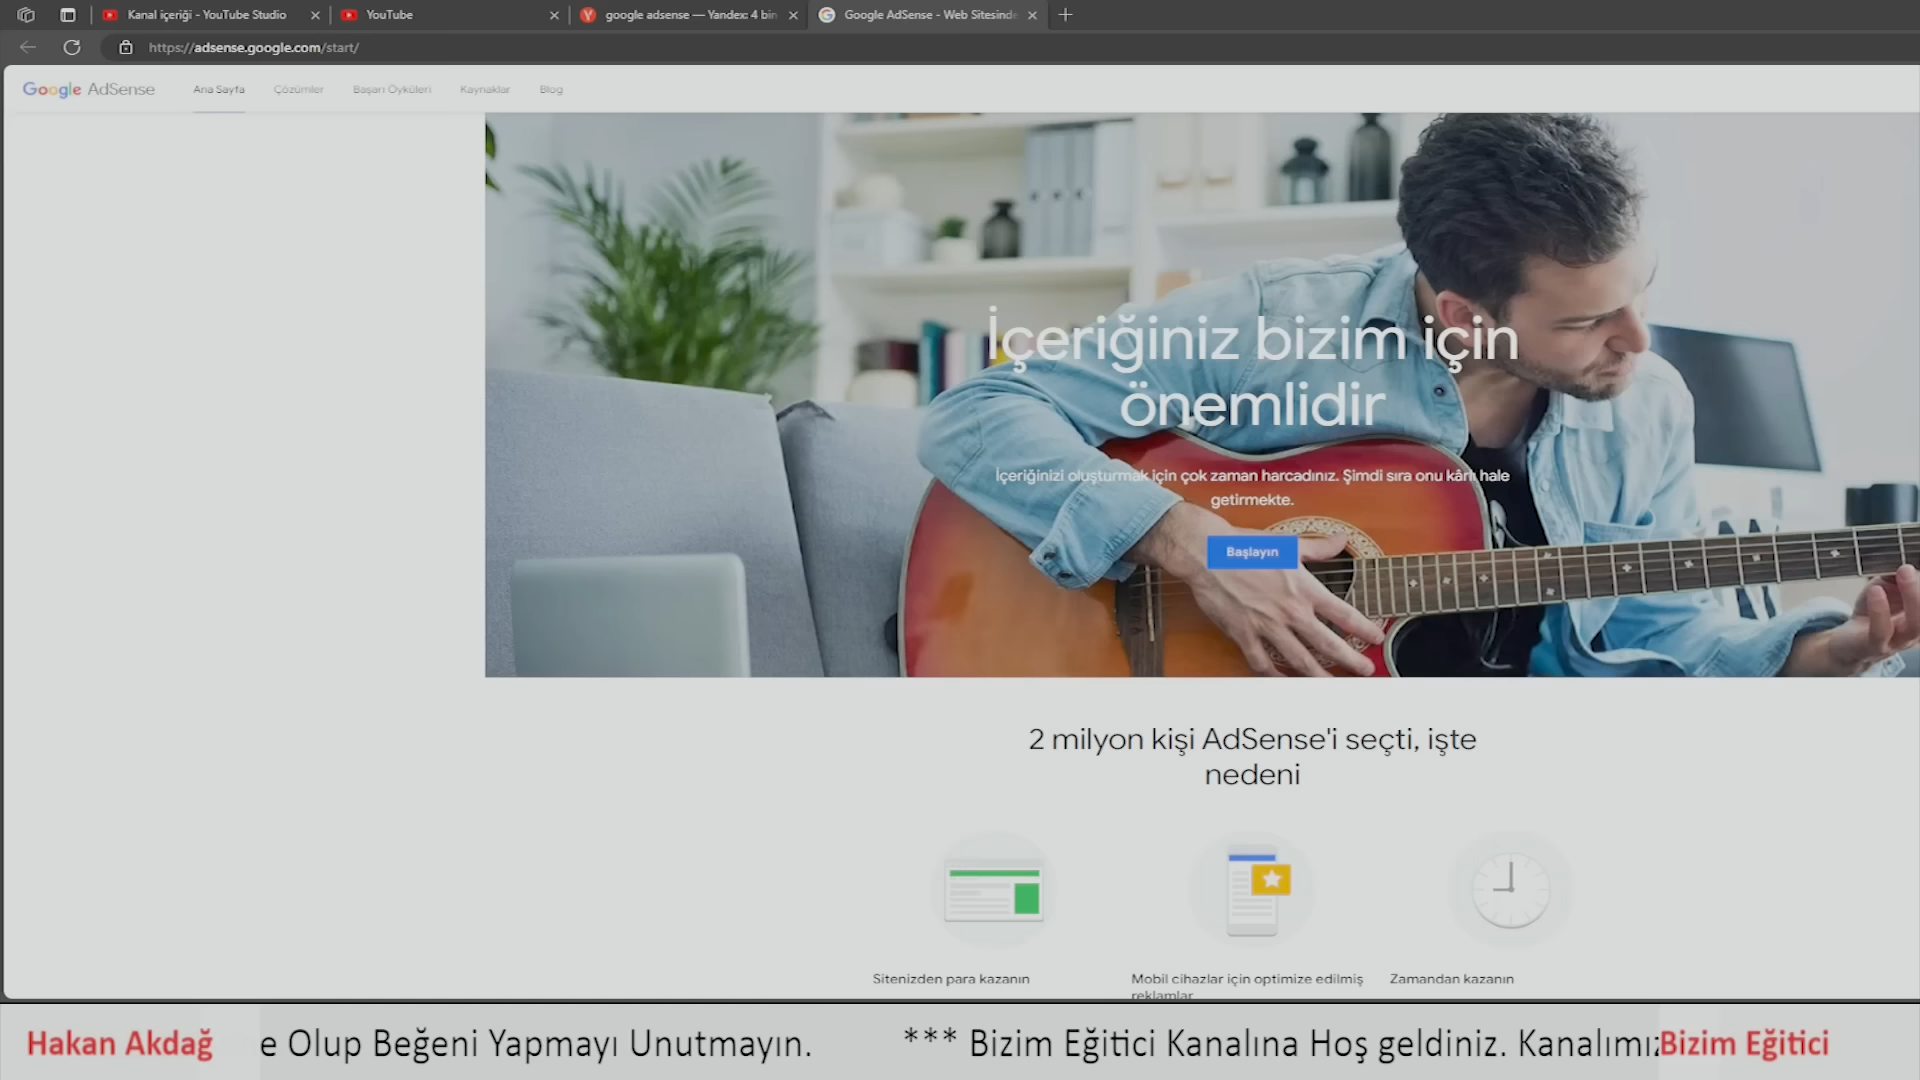 Kanal içeriği - YouTube Studio
YouTube
google adsense — Yandex: 4 bin
Google AdSense - Web Sitesinde
https://adsense.google.com/start/
Google AdSense
Ana Sayfa
Çözümler
Başarı Öyküleri
Kaynaklar
Blog
İçeriğiniz bizim için
önemlidir
İçeriğinizi oluşturmak için çok zaman harcadınız. Şimdi sıra onu kârlı hale
getirmekte.
Başlayın
2 milyon kişi AdSense'i seçti, işte
nedeni
Sitenizden para kazanın
Mobil cihazlar için optimize edilmiş
reklamlar
Zamandan kazanın
Hakan Akdağ
e Olup Beğeni Yapmayı Unutmayın.
*** Bizim Eğitici Kanalına Hoş geldiniz. Kanalımız
Bizim Eğitici